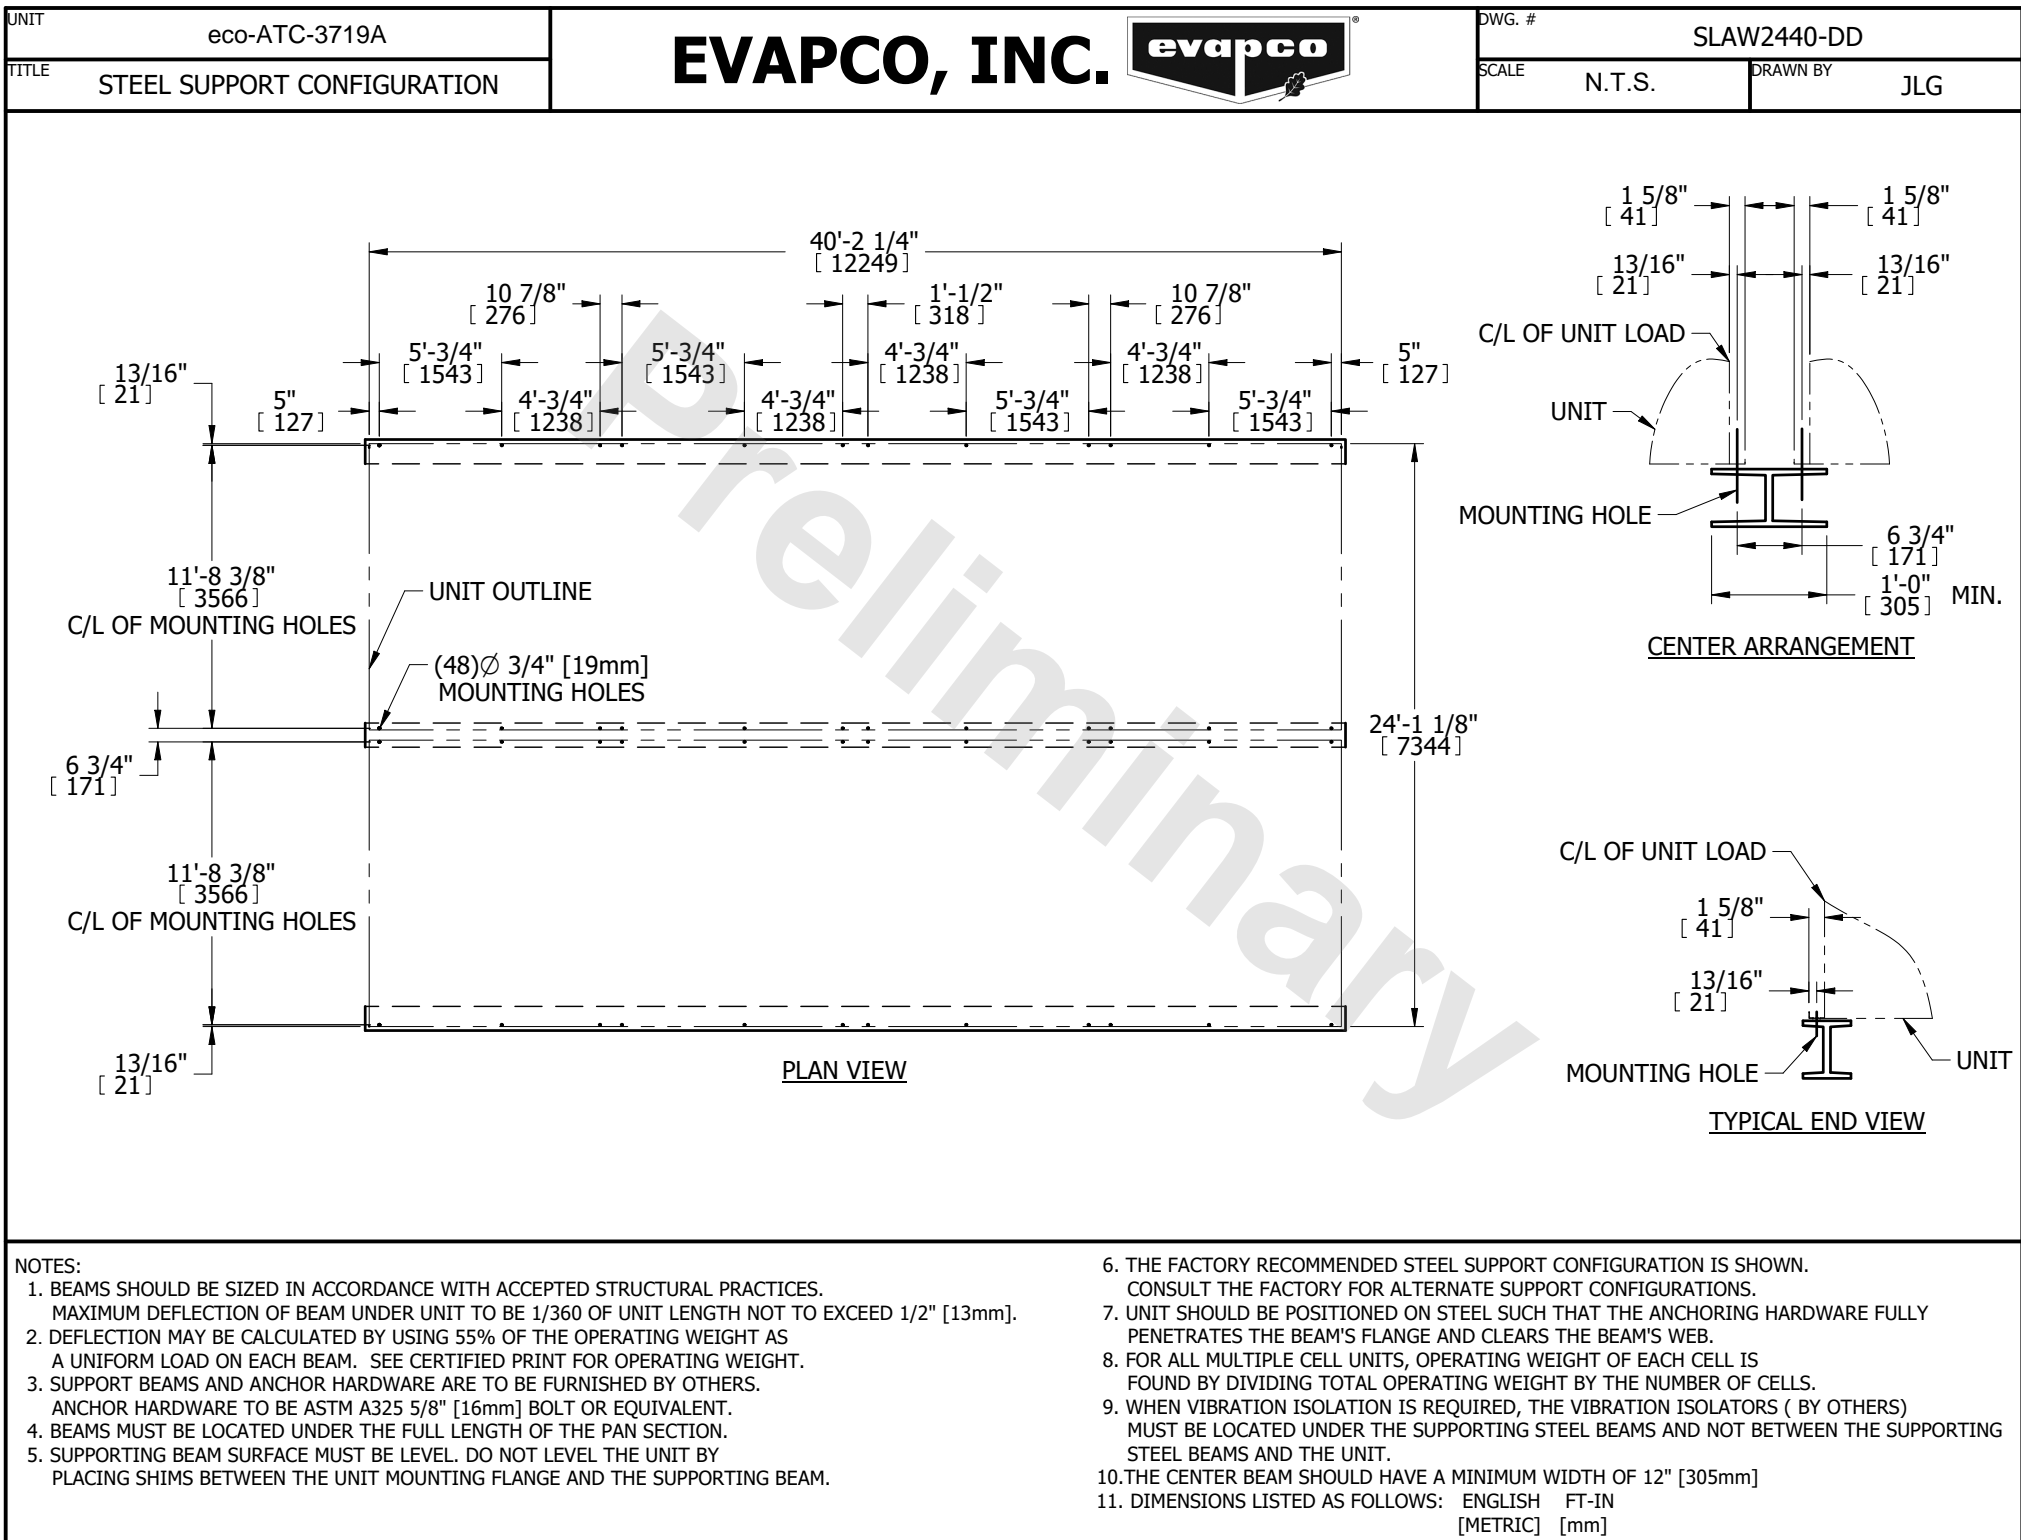 UNIT
eco-ATC-3719A
TITLE
STEEL SUPPORT CONFIGURATION
EVAPCO, INC.
evapco
®
DWG. #
SLAW2440-DD
SCALE
N.T.S.
DRAWN BY
JLG
40'-2 1/4"
[ 12249]
10 7/8"
[ 276]
1'-1/2"
[ 318 ]
10 7/8"
[ 276]
5'-3/4"
[ 1543]
5'-3/4"
[ 1543]
4'-3/4"
[ 1238]
4'-3/4"
[ 1238]
5"
[ 127]
13/16"
[ 21]
5"
[ 127]
4'-3/4"
[ 1238]
4'-3/4"
[ 1238]
5'-3/4"
[ 1543]
5'-3/4"
[ 1543]
11'-8 3/8"
[ 3566]
C/L OF MOUNTING HOLES
UNIT OUTLINE
(48)∅ 3/4" [19mm]
MOUNTING HOLES
6 3/4"
[ 171]
24'-1 1/8"
[ 7344]
11'-8 3/8"
[ 3566]
C/L OF MOUNTING HOLES
13/16"
[ 21]
PLAN VIEW
Preliminary
1 5/8"
[ 41]
1 5/8"
[ 41]
13/16"
[ 21]
13/16"
[ 21]
C/L OF UNIT LOAD
UNIT
MOUNTING HOLE
6 3/4"
[ 171]
1'-0"
[ 305]
MIN.
CENTER ARRANGEMENT
C/L OF UNIT LOAD
1 5/8"
[ 41]
13/16"
[ 21]
MOUNTING HOLE
UNIT
TYPICAL END VIEW
NOTES:
1. BEAMS SHOULD BE SIZED IN ACCORDANCE WITH ACCEPTED STRUCTURAL PRACTICES.
MAXIMUM DEFLECTION OF BEAM UNDER UNIT TO BE 1/360 OF UNIT LENGTH NOT TO EXCEED 1/2" [13mm].
2. DEFLECTION MAY BE CALCULATED BY USING 55% OF THE OPERATING WEIGHT AS
A UNIFORM LOAD ON EACH BEAM. SEE CERTIFIED PRINT FOR OPERATING WEIGHT.
3. SUPPORT BEAMS AND ANCHOR HARDWARE ARE TO BE FURNISHED BY OTHERS.
ANCHOR HARDWARE TO BE ASTM A325 5/8" [16mm] BOLT OR EQUIVALENT.
4. BEAMS MUST BE LOCATED UNDER THE FULL LENGTH OF THE PAN SECTION.
5. SUPPORTING BEAM SURFACE MUST BE LEVEL. DO NOT LEVEL THE UNIT BY
PLACING SHIMS BETWEEN THE UNIT MOUNTING FLANGE AND THE SUPPORTING BEAM.
6. THE FACTORY RECOMMENDED STEEL SUPPORT CONFIGURATION IS SHOWN.
CONSULT THE FACTORY FOR ALTERNATE SUPPORT CONFIGURATIONS.
7. UNIT SHOULD BE POSITIONED ON STEEL SUCH THAT THE ANCHORING HARDWARE FULLY
PENETRATES THE BEAM'S FLANGE AND CLEARS THE BEAM'S WEB.
8. FOR ALL MULTIPLE CELL UNITS, OPERATING WEIGHT OF EACH CELL IS
FOUND BY DIVIDING TOTAL OPERATING WEIGHT BY THE NUMBER OF CELLS.
9. WHEN VIBRATION ISOLATION IS REQUIRED, THE VIBRATION ISOLATORS ( BY OTHERS)
MUST BE LOCATED UNDER THE SUPPORTING STEEL BEAMS AND NOT BETWEEN THE SUPPORTING
STEEL BEAMS AND THE UNIT.
10.THE CENTER BEAM SHOULD HAVE A MINIMUM WIDTH OF 12" [305mm]
11. DIMENSIONS LISTED AS FOLLOWS: ENGLISH FT-IN
[METRIC] [mm]